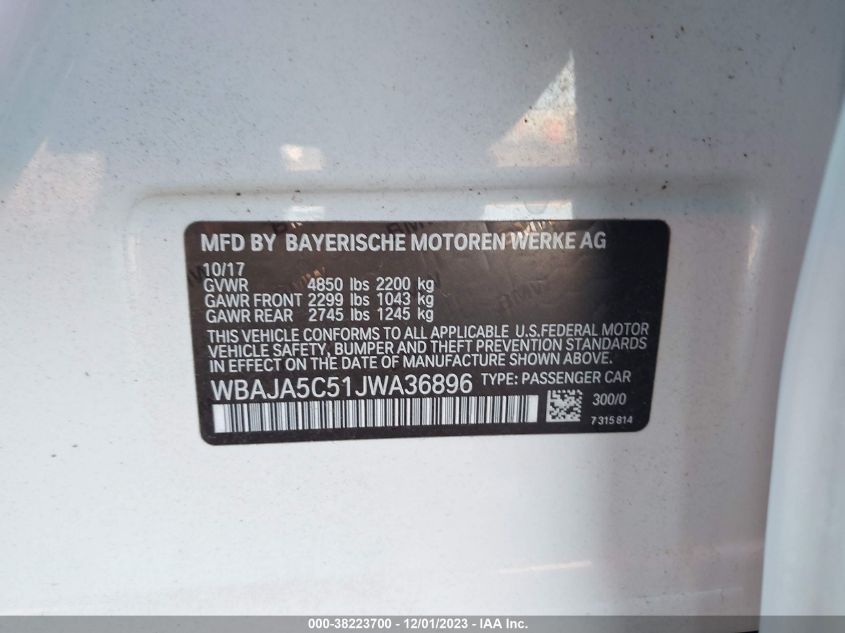 MFD BY BAYERISCHE MOTOREN WERKE AG
10/17
GVWR 4850 lbs 2200 kg
GAWR FRONT 2299 lbs 1043 kg
GAWR REAR 2745 lbs 1245 kg
THIS VEHICLE CONFORMS TO ALL APPLICABLE U.S.FEDERAL MOTOR
VEHICLE SAFETY, BUMPER AND THEFT PREVENTION STANDARDS
IN EFFECT ON THE DATE OF MANUFACTURE SHOWN ABOVE.
WBAJA5C51JWA36896 TYPE: PASSENGER CAR
300/0
7 315 814
000-38223700 - 12/01/2023 - IAA Inc.